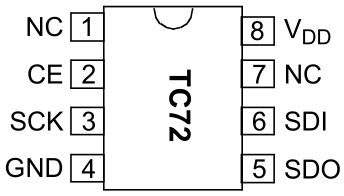 NC 1 8 VDD
CE 2 7 NC
TC72
SCK 3 6 SDI
GND 4 5 SDO